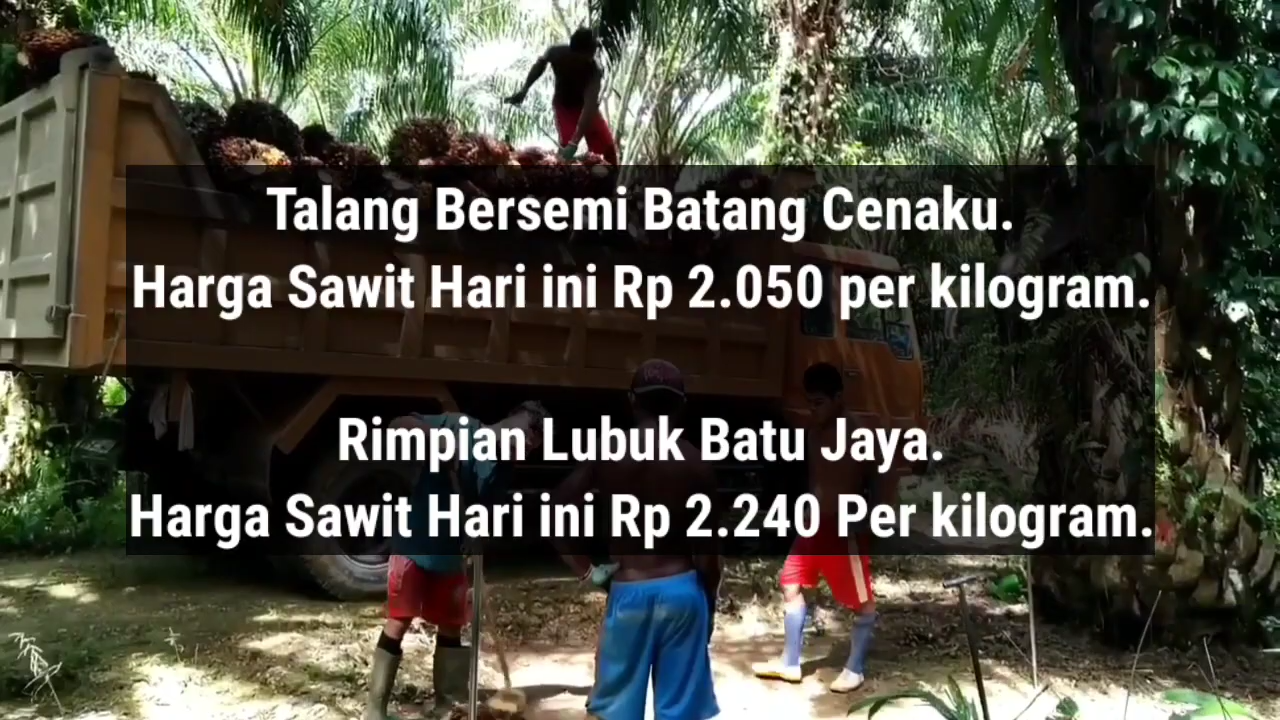 Talang Bersemi Batang Cenaku.
Harga Sawit Hari ini Rp 2.050 per kilogram.
Rimpian Lubuk Batu Jaya.
Harga Sawit Hari ini Rp 2.240 Per kilogram.